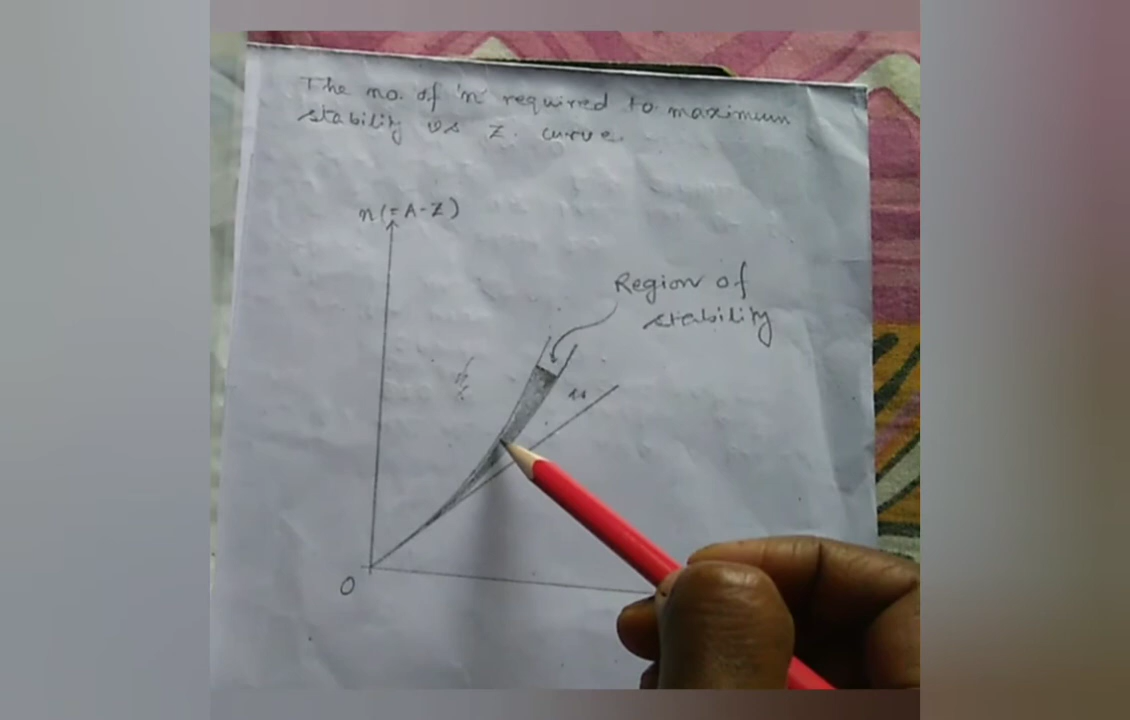 The no. of 'n' required to maximum
stability vs Z. curve.
n(=A-Z)
Region of
stability
O